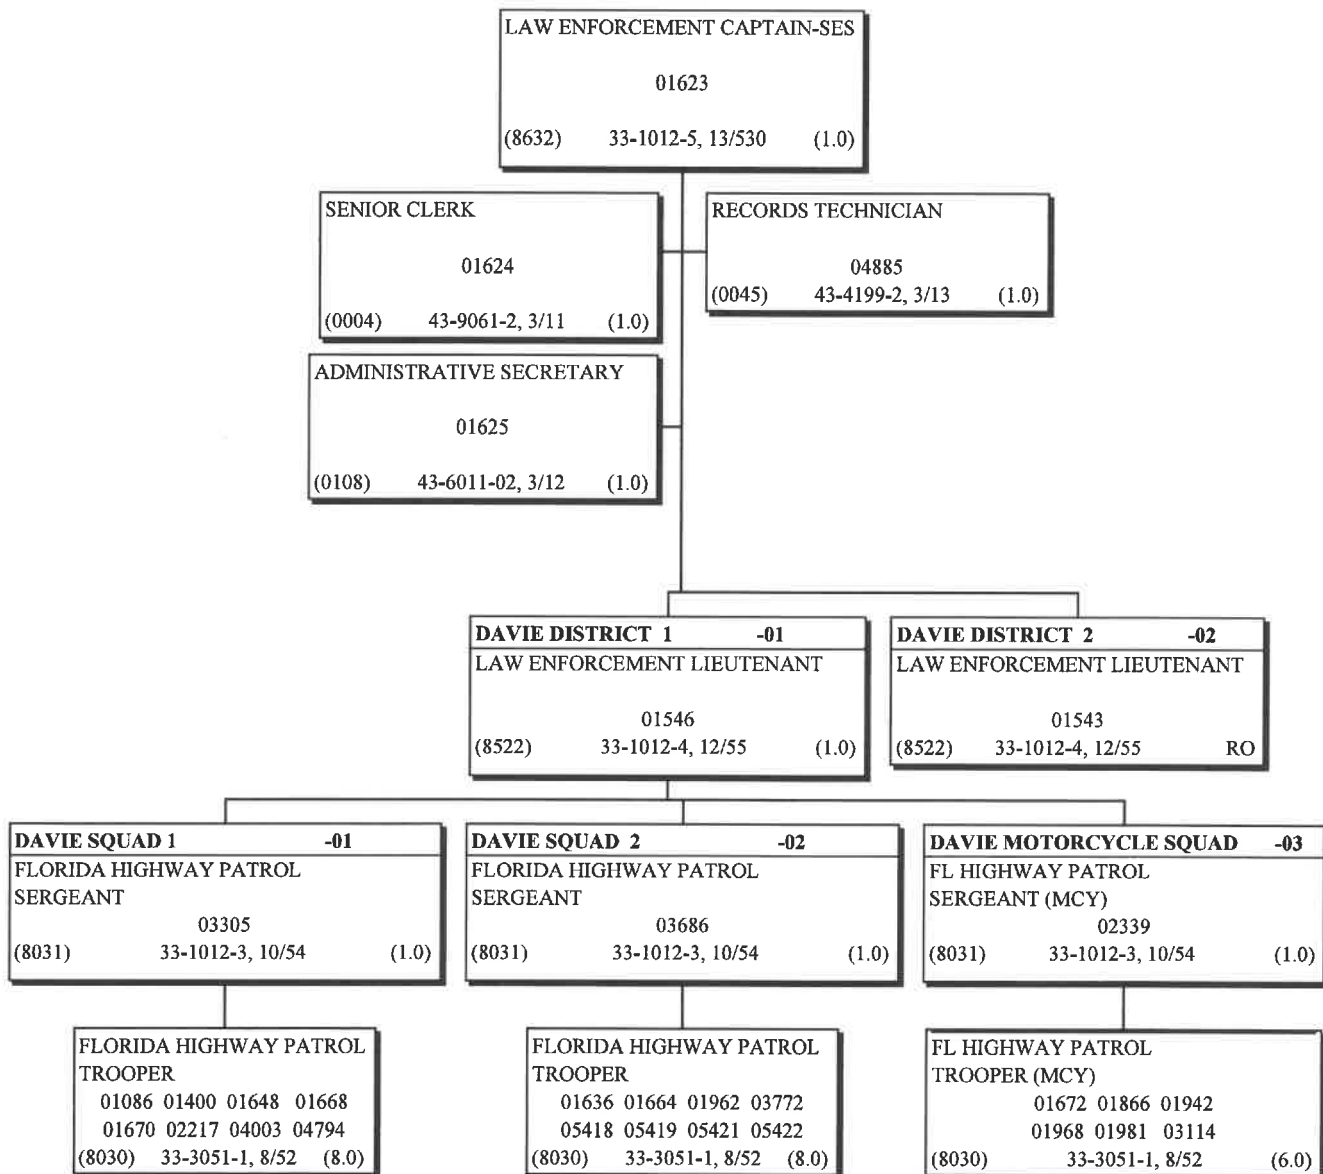 LAW ENFORCEMENT CAPTAIN-SES
01623
(8632) 33-1012-5, 13/530 (1.0)
SENIOR CLERK
01624
(0004) 43-9061-2, 3/11 (1.0)
RECORDS TECHNICIAN
04885
(0045) 43-4199-2, 3/13 (1.0)
ADMINISTRATIVE SECRETARY
01625
(0108) 43-6011-02, 3/12 (1.0)
DAVIE DISTRICT 1 -01
LAW ENFORCEMENT LIEUTENANT
01546
(8522) 33-1012-4, 12/55 (1.0)
DAVIE DISTRICT 2 -02
LAW ENFORCEMENT LIEUTENANT
01543
(8522) 33-1012-4, 12/55 RO
DAVIE SQUAD 1 -01
FLORIDA HIGHWAY PATROL
SERGEANT
03305
(8031) 33-1012-3, 10/54 (1.0)
DAVIE SQUAD 2 -02
FLORIDA HIGHWAY PATROL
SERGEANT
03686
(8031) 33-1012-3, 10/54 (1.0)
DAVIE MOTORCYCLE SQUAD -03
FL HIGHWAY PATROL
SERGEANT (MCY)
02339
(8031) 33-1012-3, 10/54 (1.0)
FLORIDA HIGHWAY PATROL
TROOPER
01086 01400 01648 01668
01670 02217 04003 04794
(8030) 33-3051-1, 8/52 (8.0)
FLORIDA HIGHWAY PATROL
TROOPER
01636 01664 01962 03772
05418 05419 05421 05422
(8030) 33-3051-1, 8/52 (8.0)
FL HIGHWAY PATROL
TROOPER (MCY)
01672 01866 01942
01968 01981 03114
(8030) 33-3051-1, 8/52 (6.0)